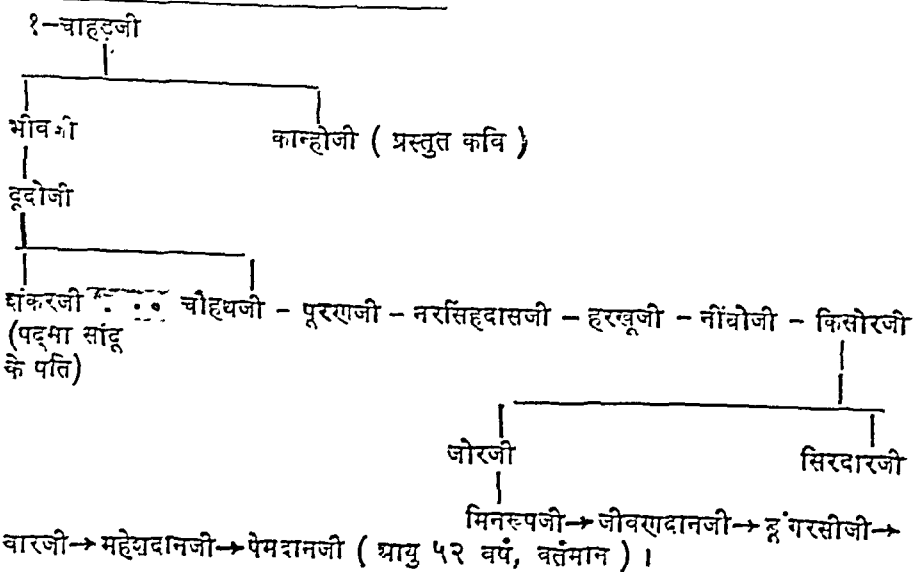 १-चाहड़जी
भीवजी कान्होजी ( प्रस्तुत कवि )
दूदोजी
शंकरजी चोहथजी - पूरणजी - नरसिंहदासजी - हरखूजी - नींवोजी - किसोरजी
(पद्मा सांदू
के पति)
जोरजी सिरदारजी
मिनरुपजी→ जीवणदानजी→ डूंगरसीजी→
वारजी→ महेशदानजी→ पेमदानजी ( आयु ५२ वर्ष, वर्तमान ) ।